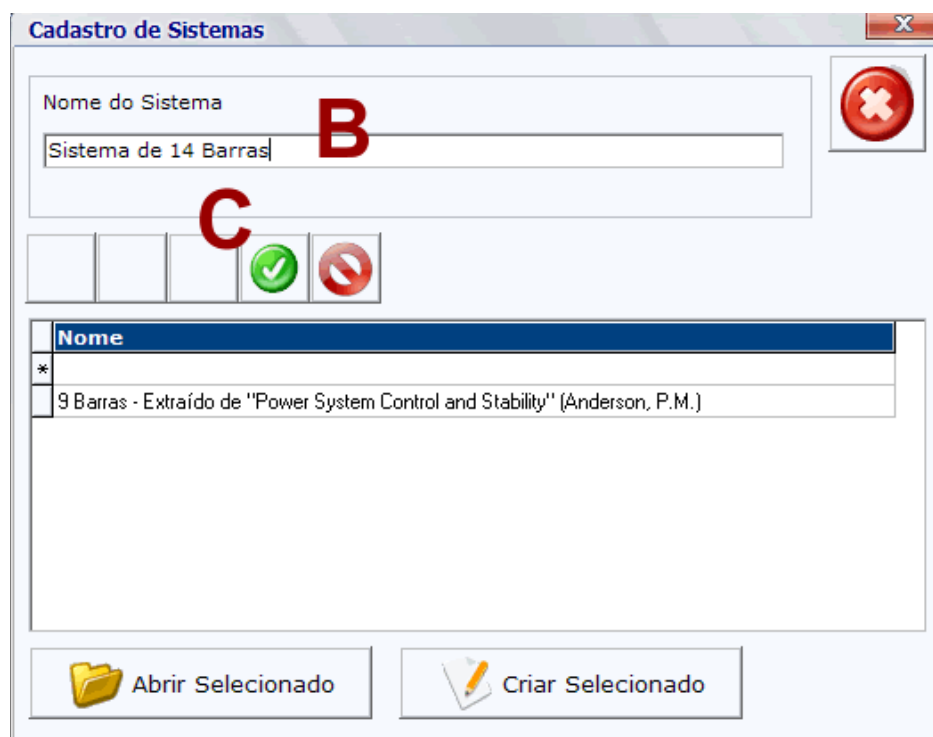 Cadastro de Sistemas
X
Nome do Sistema
B
Sistema de 14 Barras
C
Nome
*
9 Barras - Extraído de "Power System Control and Stability" (Anderson, P.M.)
Abrir Selecionado
Criar Selecionado